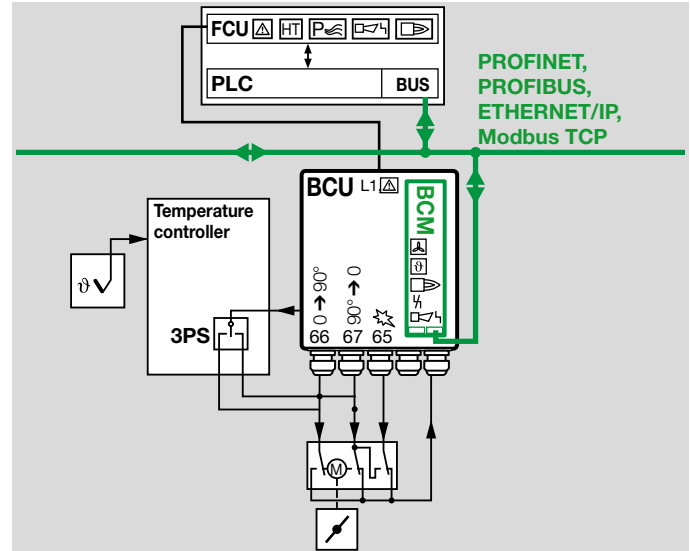 FCU HT P
PLC BUS
PROFINET,
PROFIBUS,
ETHERNET/IP,
Modbus TCP
BCU L1,
BCM
ϑ
Temperature
controller
ϑ
0 ➔ 90°
90° ➔ 0
3PS
66 67 65
M